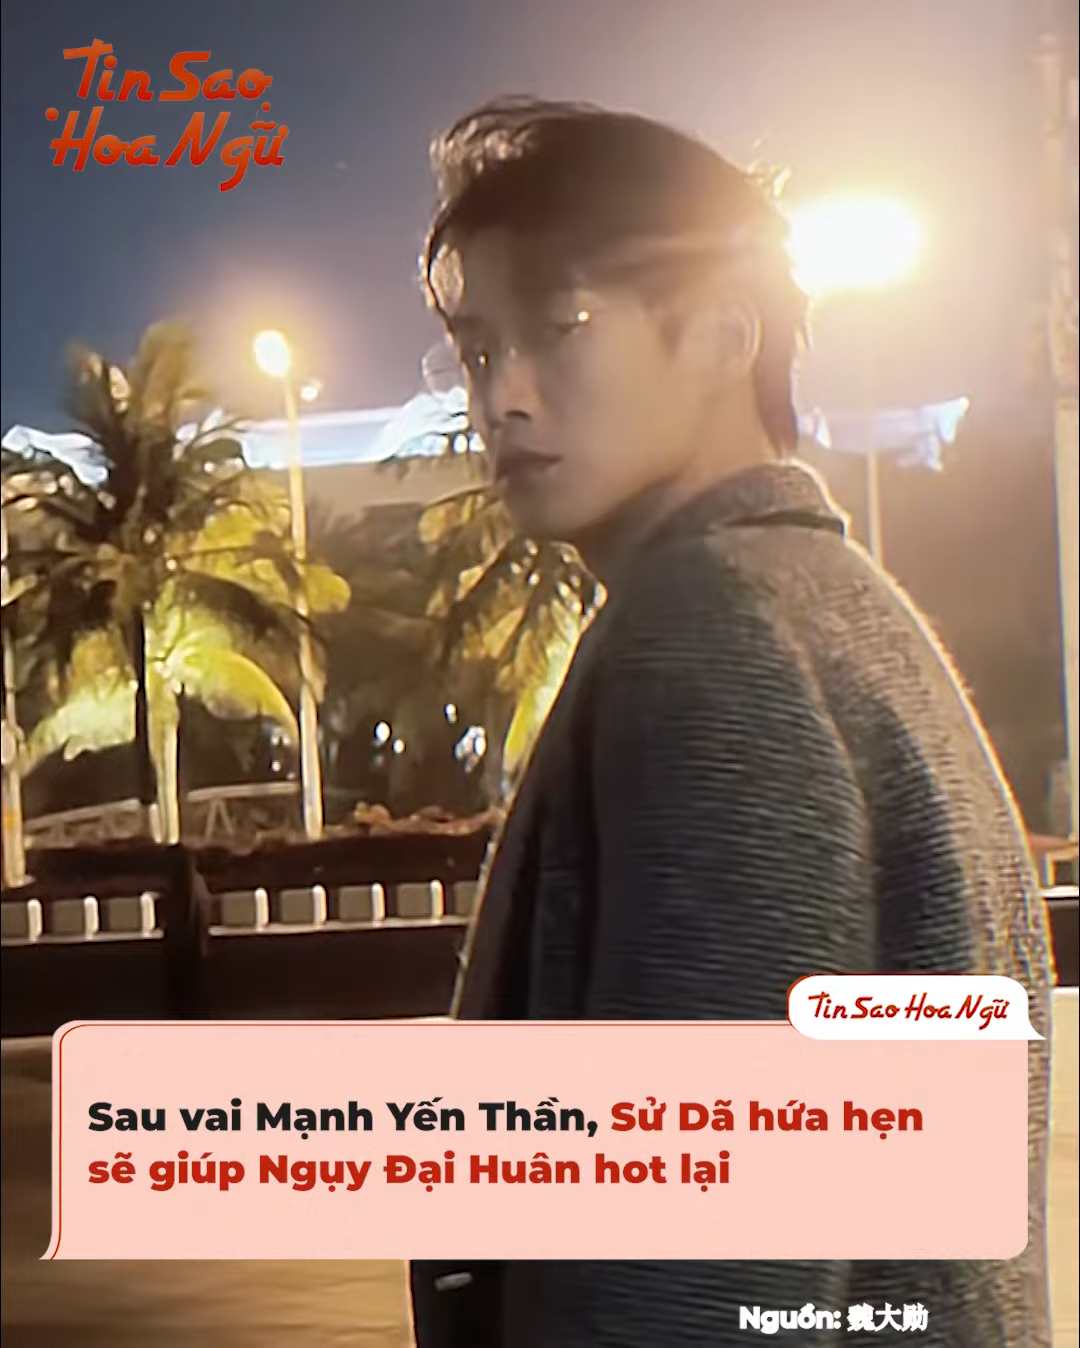 Tin Sao
Hoa Ngữ
Tin Sao Hoa Ngữ
Sau vai Mạnh Yến Thần, Sử Dã hứa hẹn
sẽ giúp Ngụy Đại Huân hot lại
Nguồn: 魏大勋